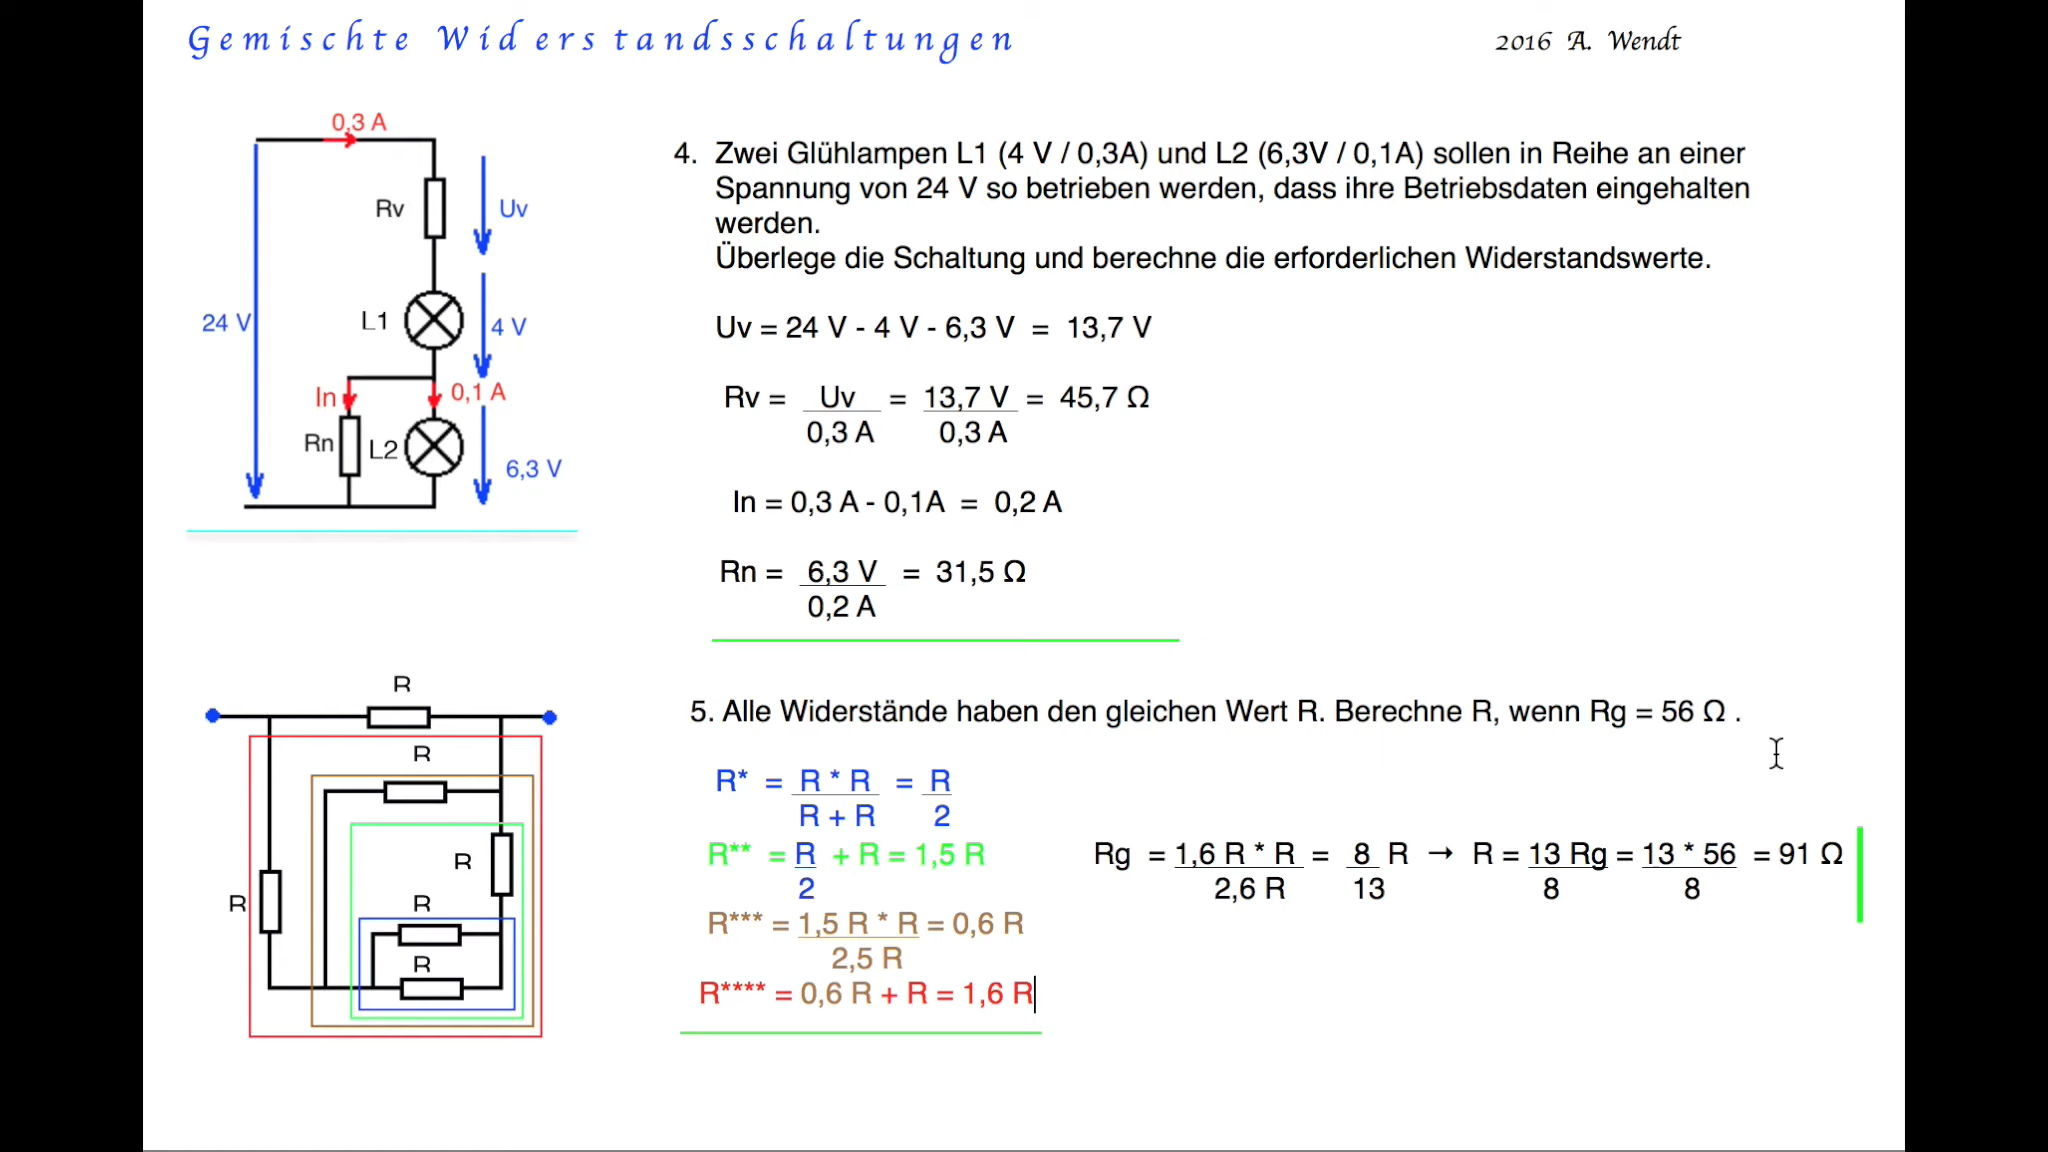 Gemischte Widerstandsschaltungen
2016 A. Wendt
0,3 A
Rv
Uv
24 V
L1
4 V
In
0,1 A
Rn
L2
6,3 V
4. Zwei Glühlampen L1 (4 V / 0,3A) und L2 (6,3V / 0,1A) sollen in Reihe an einer
Spannung von 24 V so betrieben werden, dass ihre Betriebsdaten eingehalten
werden.
Überlege die Schaltung und berechne die erforderlichen Widerstandswerte.
Uv = 24 V - 4 V - 6,3 V = 13,7 V
Rv = Uv = 13,7 V = 45,7 Ω
0,3 A 0,3 A
In = 0,3 A - 0,1A = 0,2 A
Rn = 6,3 V = 31,5 Ω
0,2 A
R
R
R
R
R
R
5. Alle Widerstände haben den gleichen Wert R. Berechne R, wenn Rg = 56 Ω .
R* = R * R = R
R + R 2
R** = R + R = 1,5 R
2
R*** = 1,5 R * R = 0,6 R
2,5 R
R**** = 0,6 R + R = 1,6 R
Rg = 1,6 R * R = 8 R → R = 13 Rg = 13 * 56 = 91 Ω
2,6 R 13 8 8